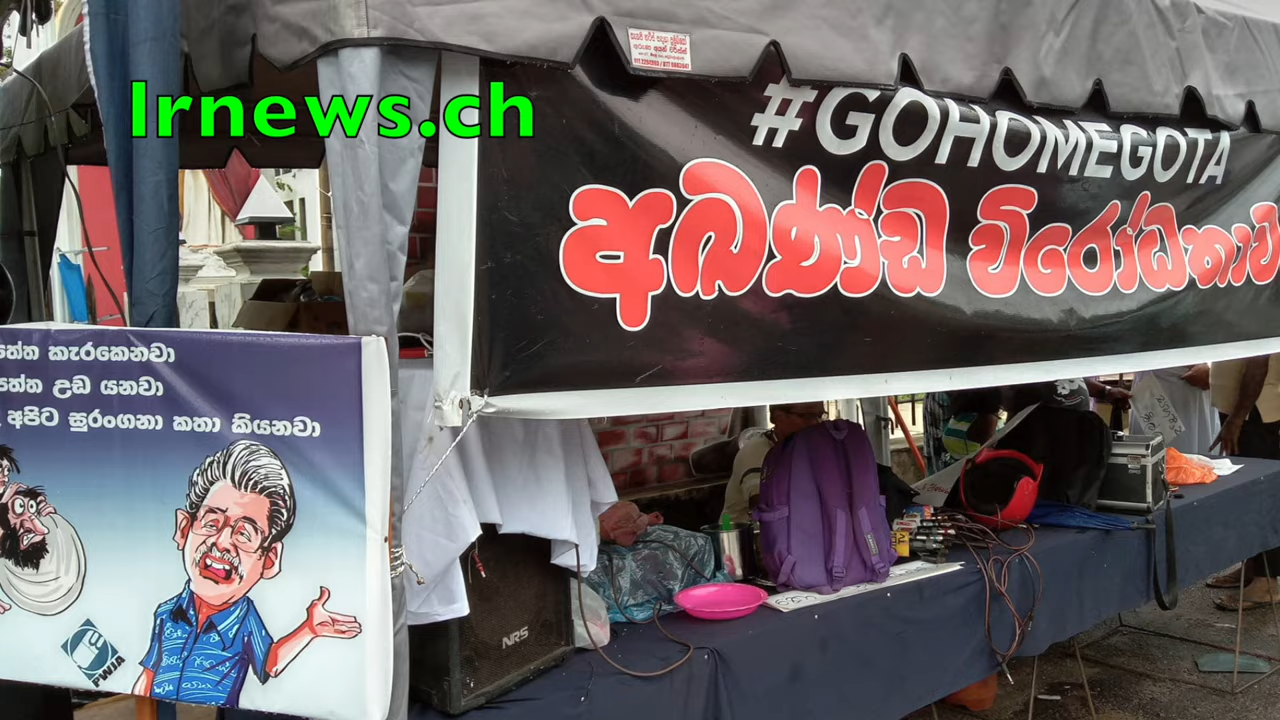 lrnews.ch
#GOHOMEGOTA
අඛණ්ඩ විරෝධතාව
කැරකෙනවා
උඩ යනවා
අපිට සුරංගනා කතා කියනවා
FWJA
NRS